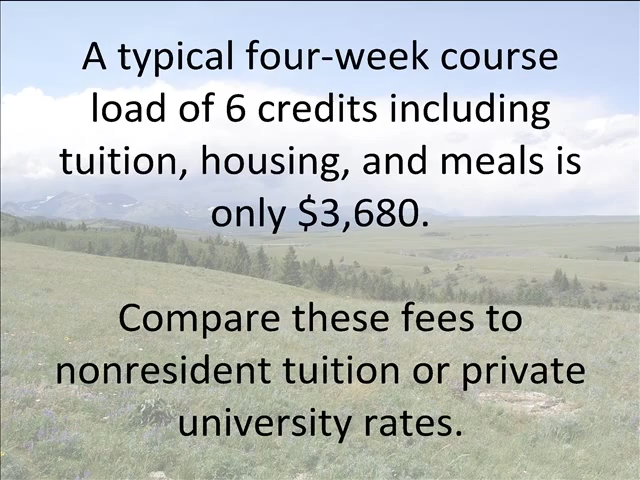 A typical four-week course
load of 6 credits including
tuition, housing, and meals is
only $3,680.
Compare these fees to
nonresident tuition or private
university rates.